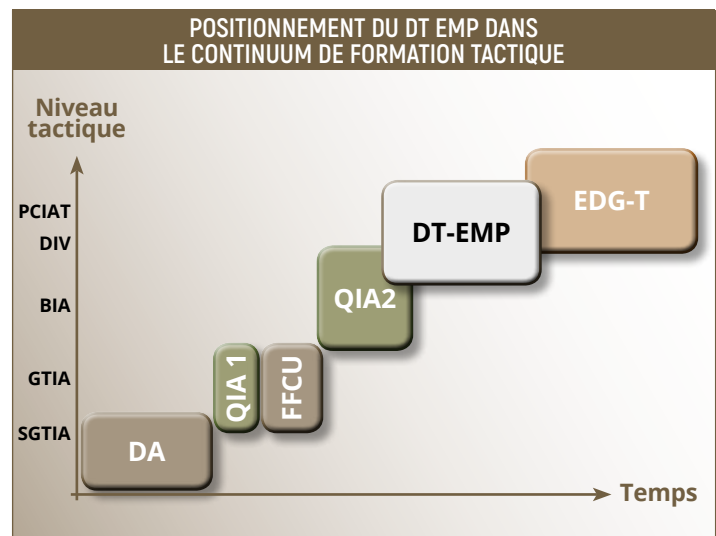 POSITIONNEMENT DU DT EMP DANS
LE CONTINUUM DE FORMATION TACTIQUE
Niveau
tactique
PCIAT
DIV
BIA
GTIA
SGTIA
DA
QIA 1
FFCU
QIA2
DT-EMP
EDG-T
Temps